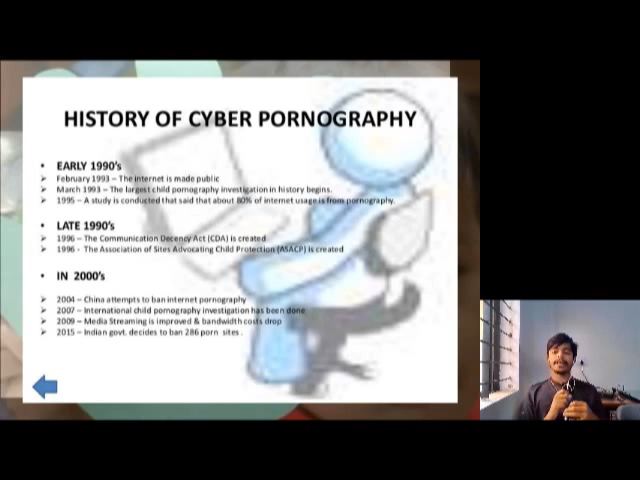 HISTORY OF CYBER PORNOGRAPHY
• EARLY 1990's
➢ February 1993 – The internet is made public
➢ March 1993 – The largest child pornography investigation in history begins.
➢ 1995 – A study is conducted that said that about 80% of internet usage is from pornography.
• LATE 1990's
➢ 1996 – The Communication Decency Act (CDA) is created
➢ 1996 - The Association of Sites Advocating Child Protection (ASACP) is created
• IN 2000's
➢ 2004 – China attempts to ban internet pornography
➢ 2007 – International child pornography investigation has been done
➢ 2009 – Media Streaming is improved & bandwidth costs drop
➢ 2015 – Indian govt. decides to ban 286 porn sites .